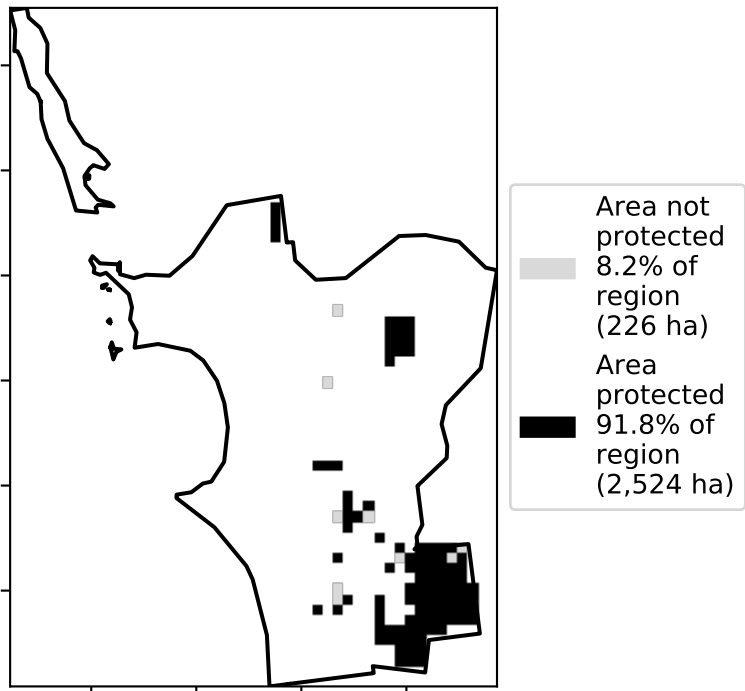 Area not
protected
8.2% of
region
(226 ha)
Area
protected
91.8% of
region
(2,524 ha)